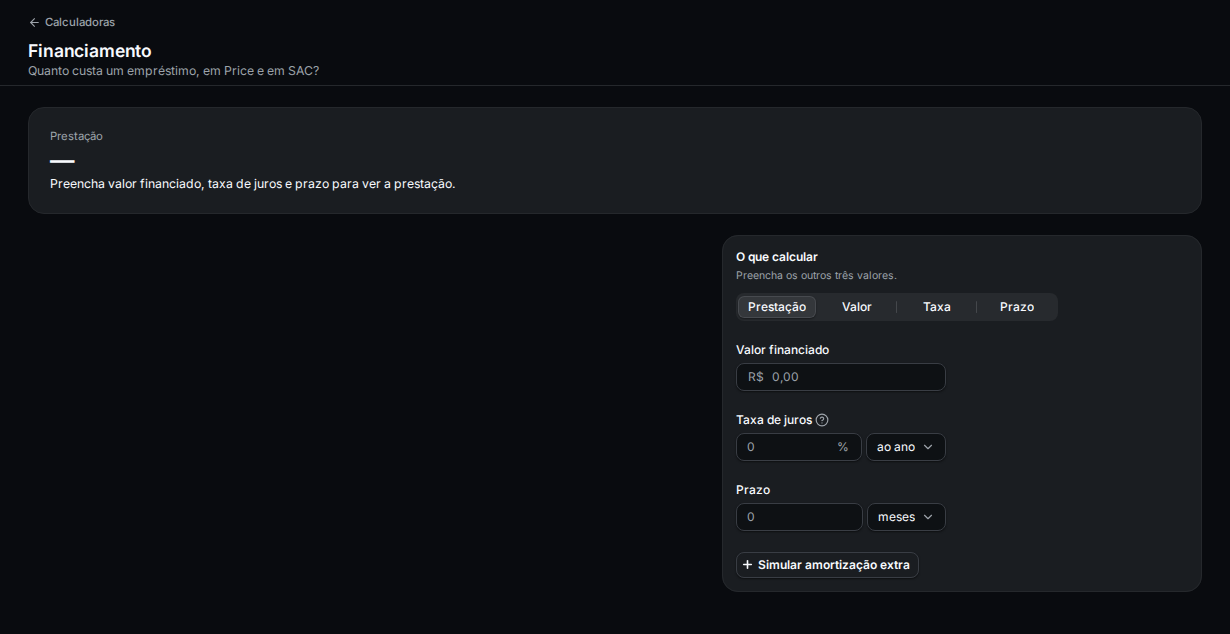 ← Calculadoras
Financiamento
Quanto custa um empréstimo, em Price e em SAC?
Prestação
—
Preencha valor financiado, taxa de juros e prazo para ver a prestação.
O que calcular
Preencha os outros três valores.
Prestação Valor Taxa Prazo
Valor financiado
R$ 0,00
Taxa de juros ?
0 % ao ano
Prazo
0 meses
+ Simular amortização extra